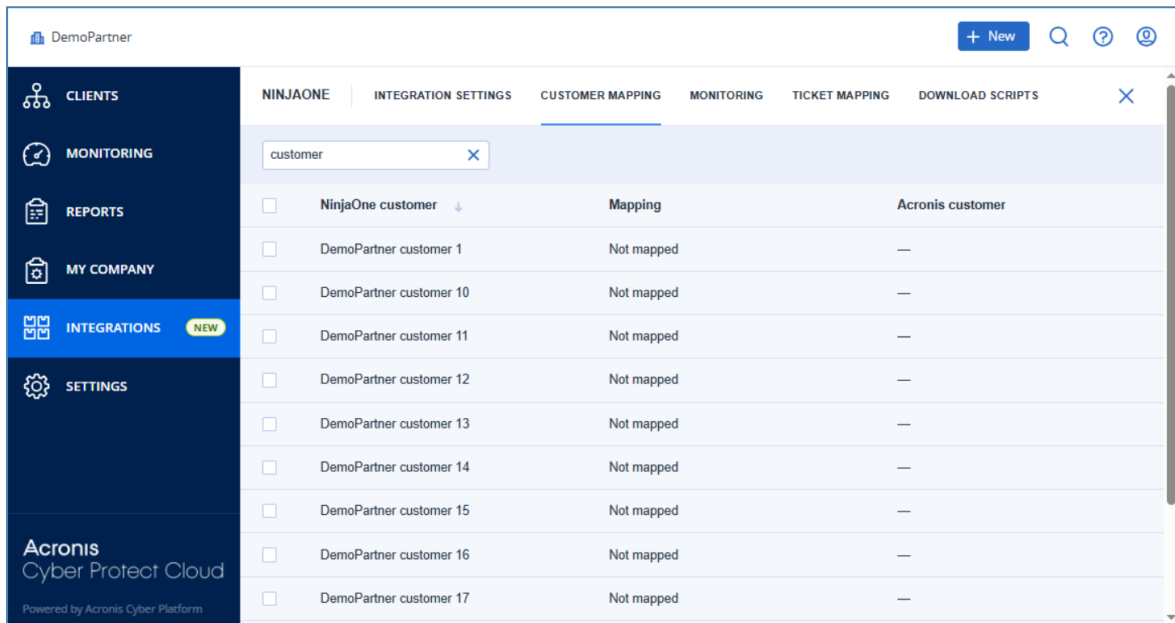 DemoPartner
+ New
CLIENTS
MONITORING
REPORTS
MY COMPANY
INTEGRATIONS NEW
SETTINGS
Acronis
Cyber Protect Cloud
Powered by Acronis Cyber Platform
NINJAONE INTEGRATION SETTINGS CUSTOMER MAPPING MONITORING TICKET MAPPING DOWNLOAD SCRIPTS
customer
NinjaOne customer Mapping Acronis customer
DemoPartner customer 1 Not mapped —
DemoPartner customer 10 Not mapped —
DemoPartner customer 11 Not mapped —
DemoPartner customer 12 Not mapped —
DemoPartner customer 13 Not mapped —
DemoPartner customer 14 Not mapped —
DemoPartner customer 15 Not mapped —
DemoPartner customer 16 Not mapped —
DemoPartner customer 17 Not mapped —